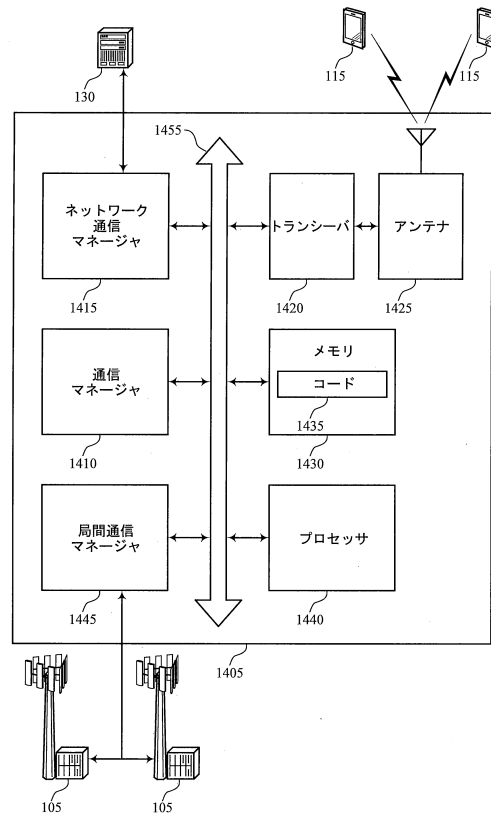 130
115
115
1455
ネットワーク
通信
マネージャ
1415
トランシーバ
1420
アンテナ
1425
通信
マネージャ
1410
メモリ
コード
1435
1430
局間通信
マネージャ
1445
プロセッサ
1440
1405
105
105